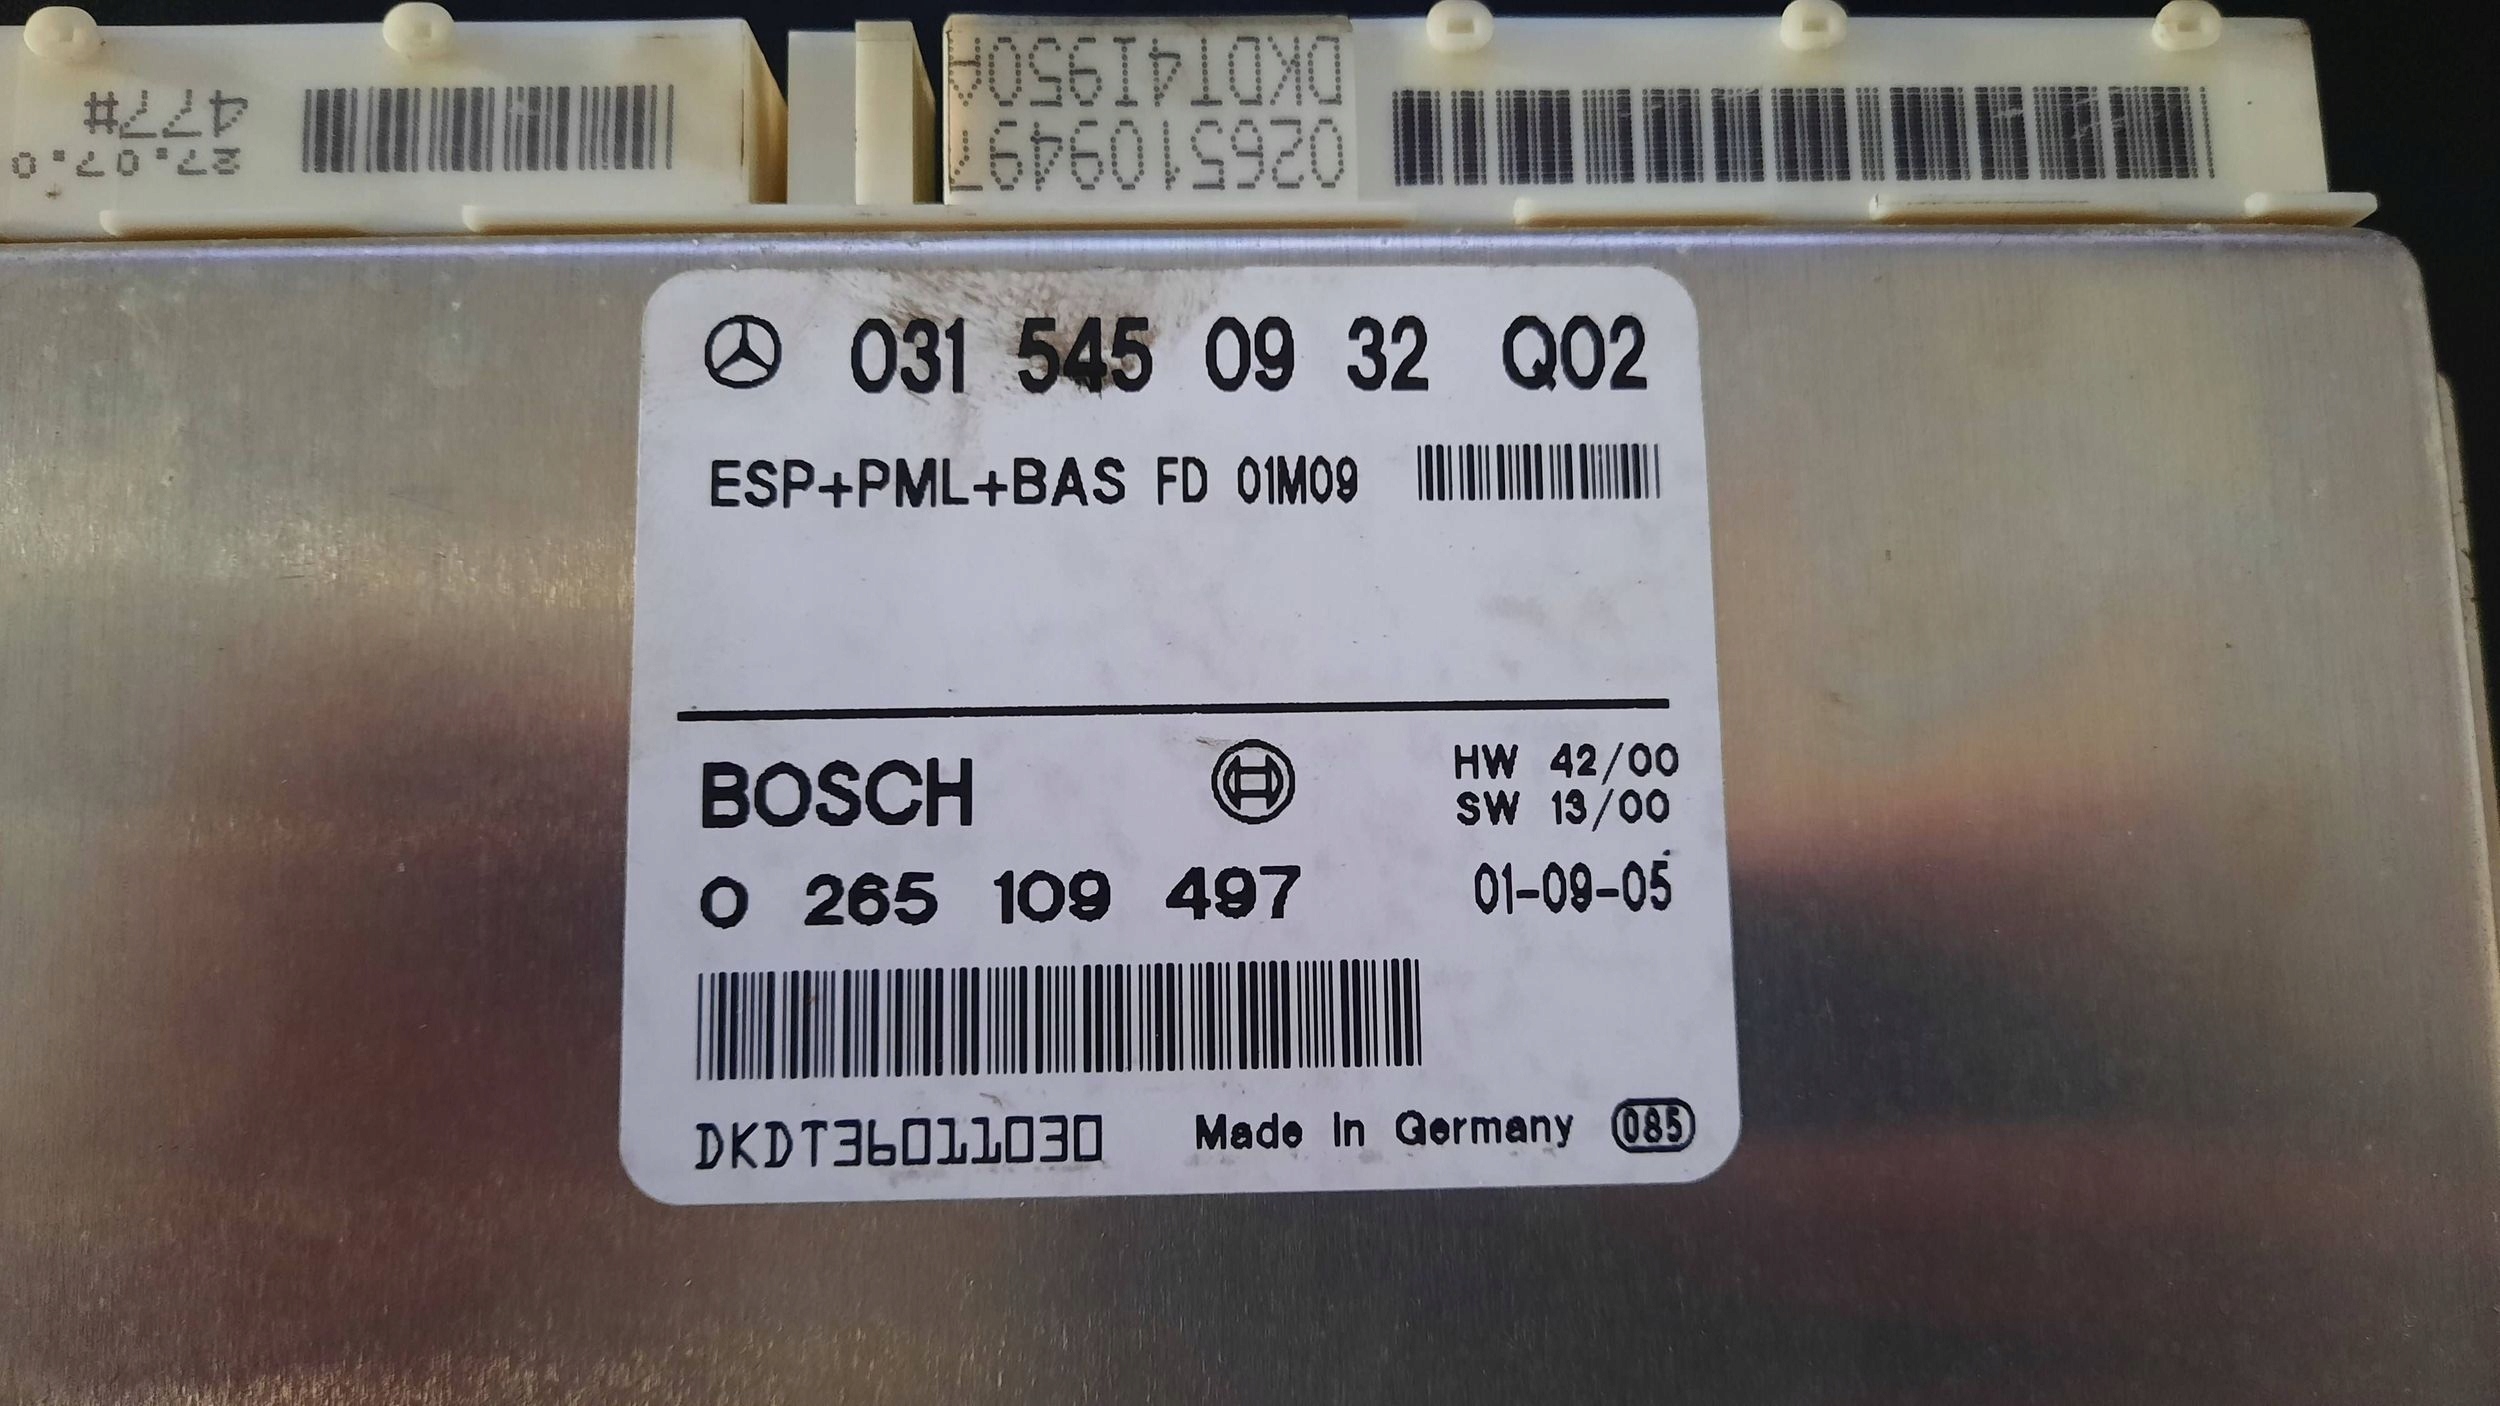 477#
27.07.0
DKDT4I950A
0265109497
031 545 09 32 Q02
ESP+PML+BAS FD 01M09
BOSCH
HW 42/00
SW 13/00
0 265 109 497
01-09-05
DKDT36011030
Made in Germany
085